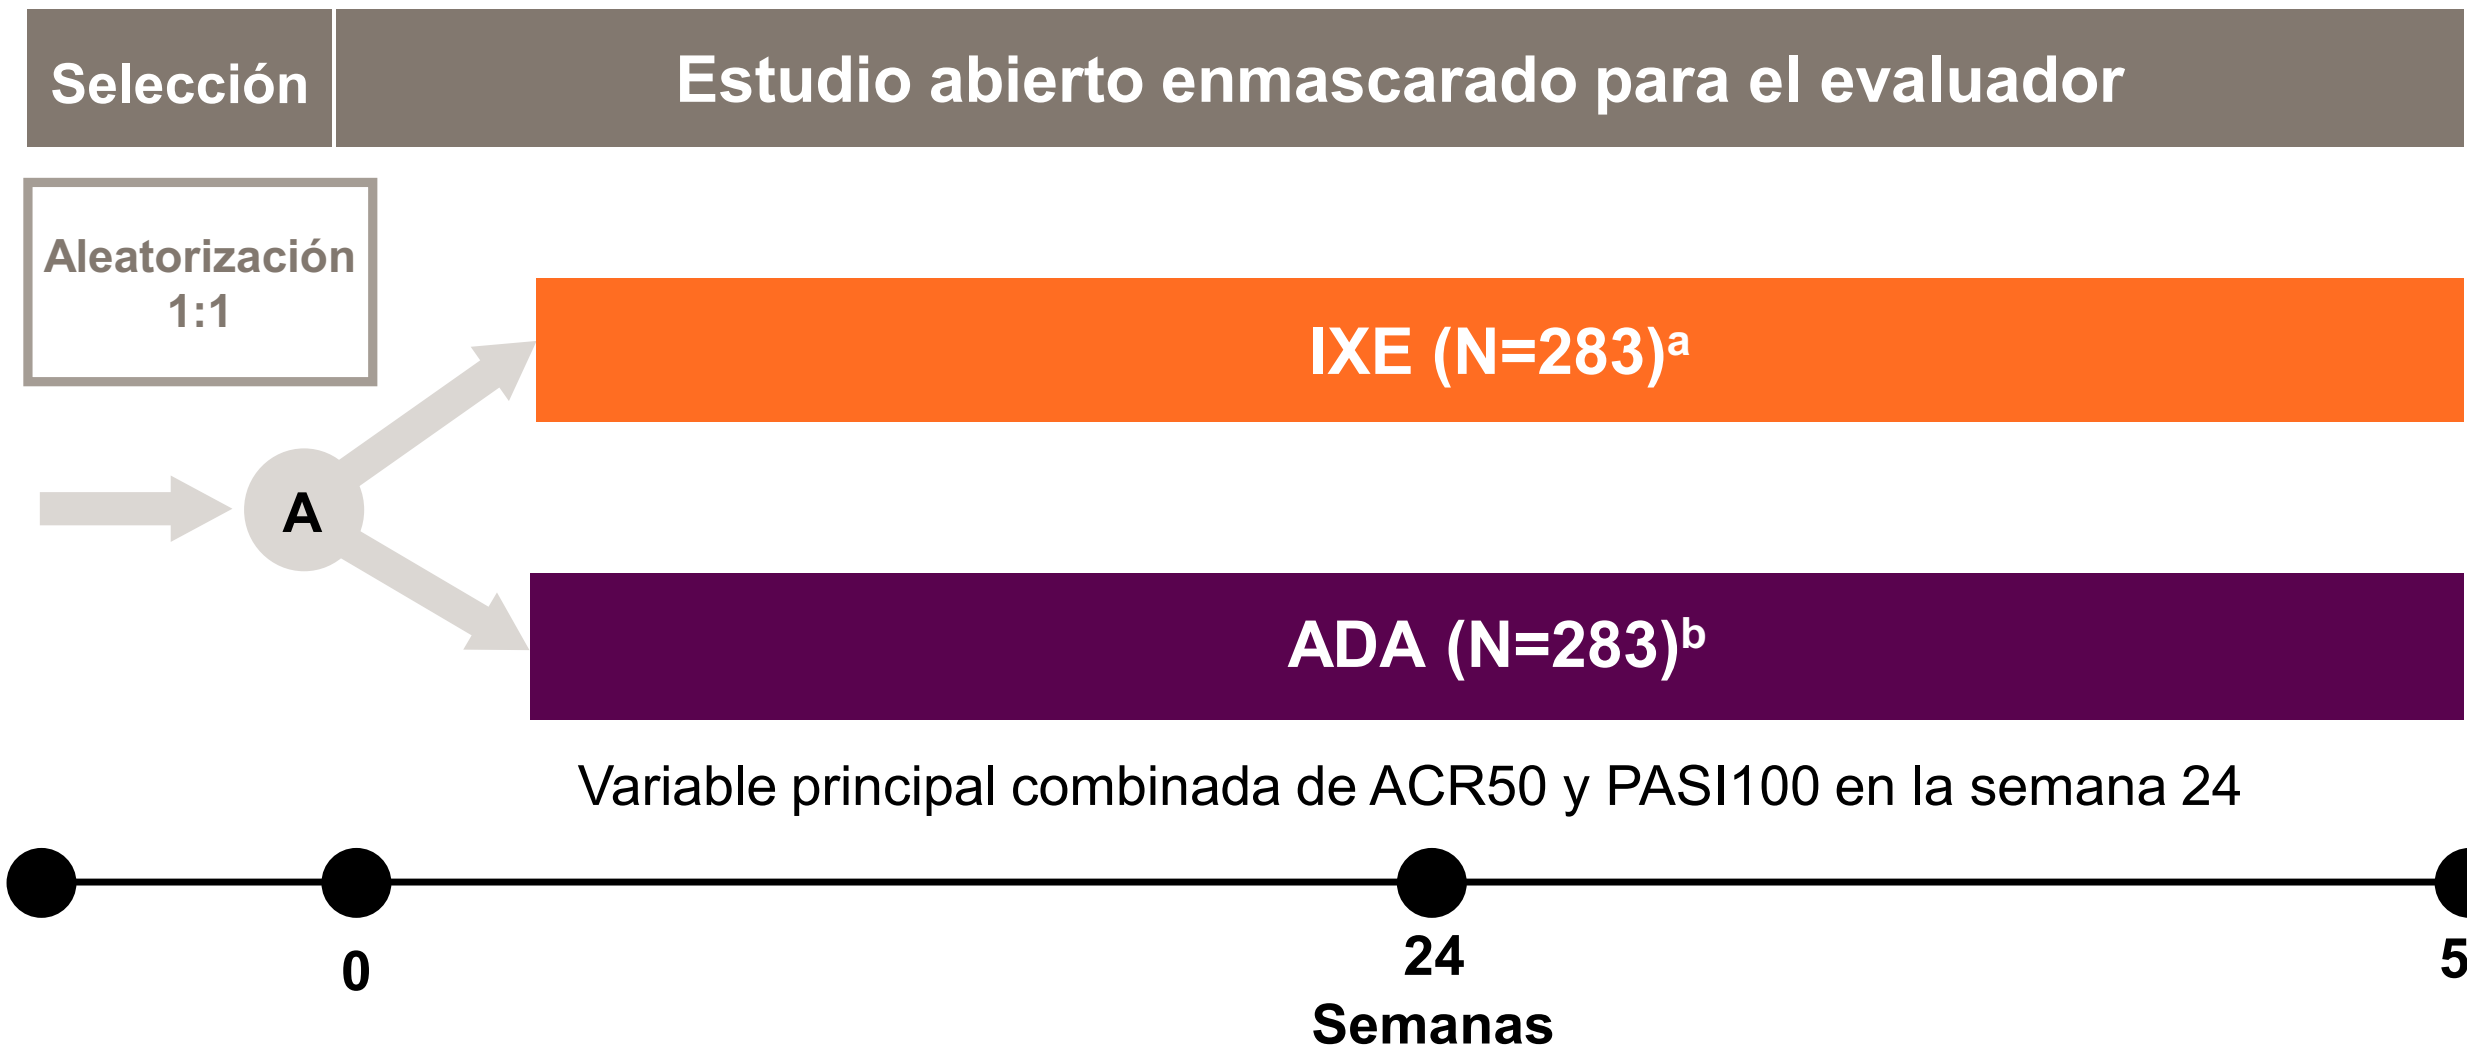 Selección
Estudio abierto enmascarado para el evaluador
Aleatorización
1:1
IXE (N=283)ᵃ
A
ADA (N=283)ᵇ
Variable principal combinada de ACR50 y PASI100 en la semana 24
0
24
5
Semanas